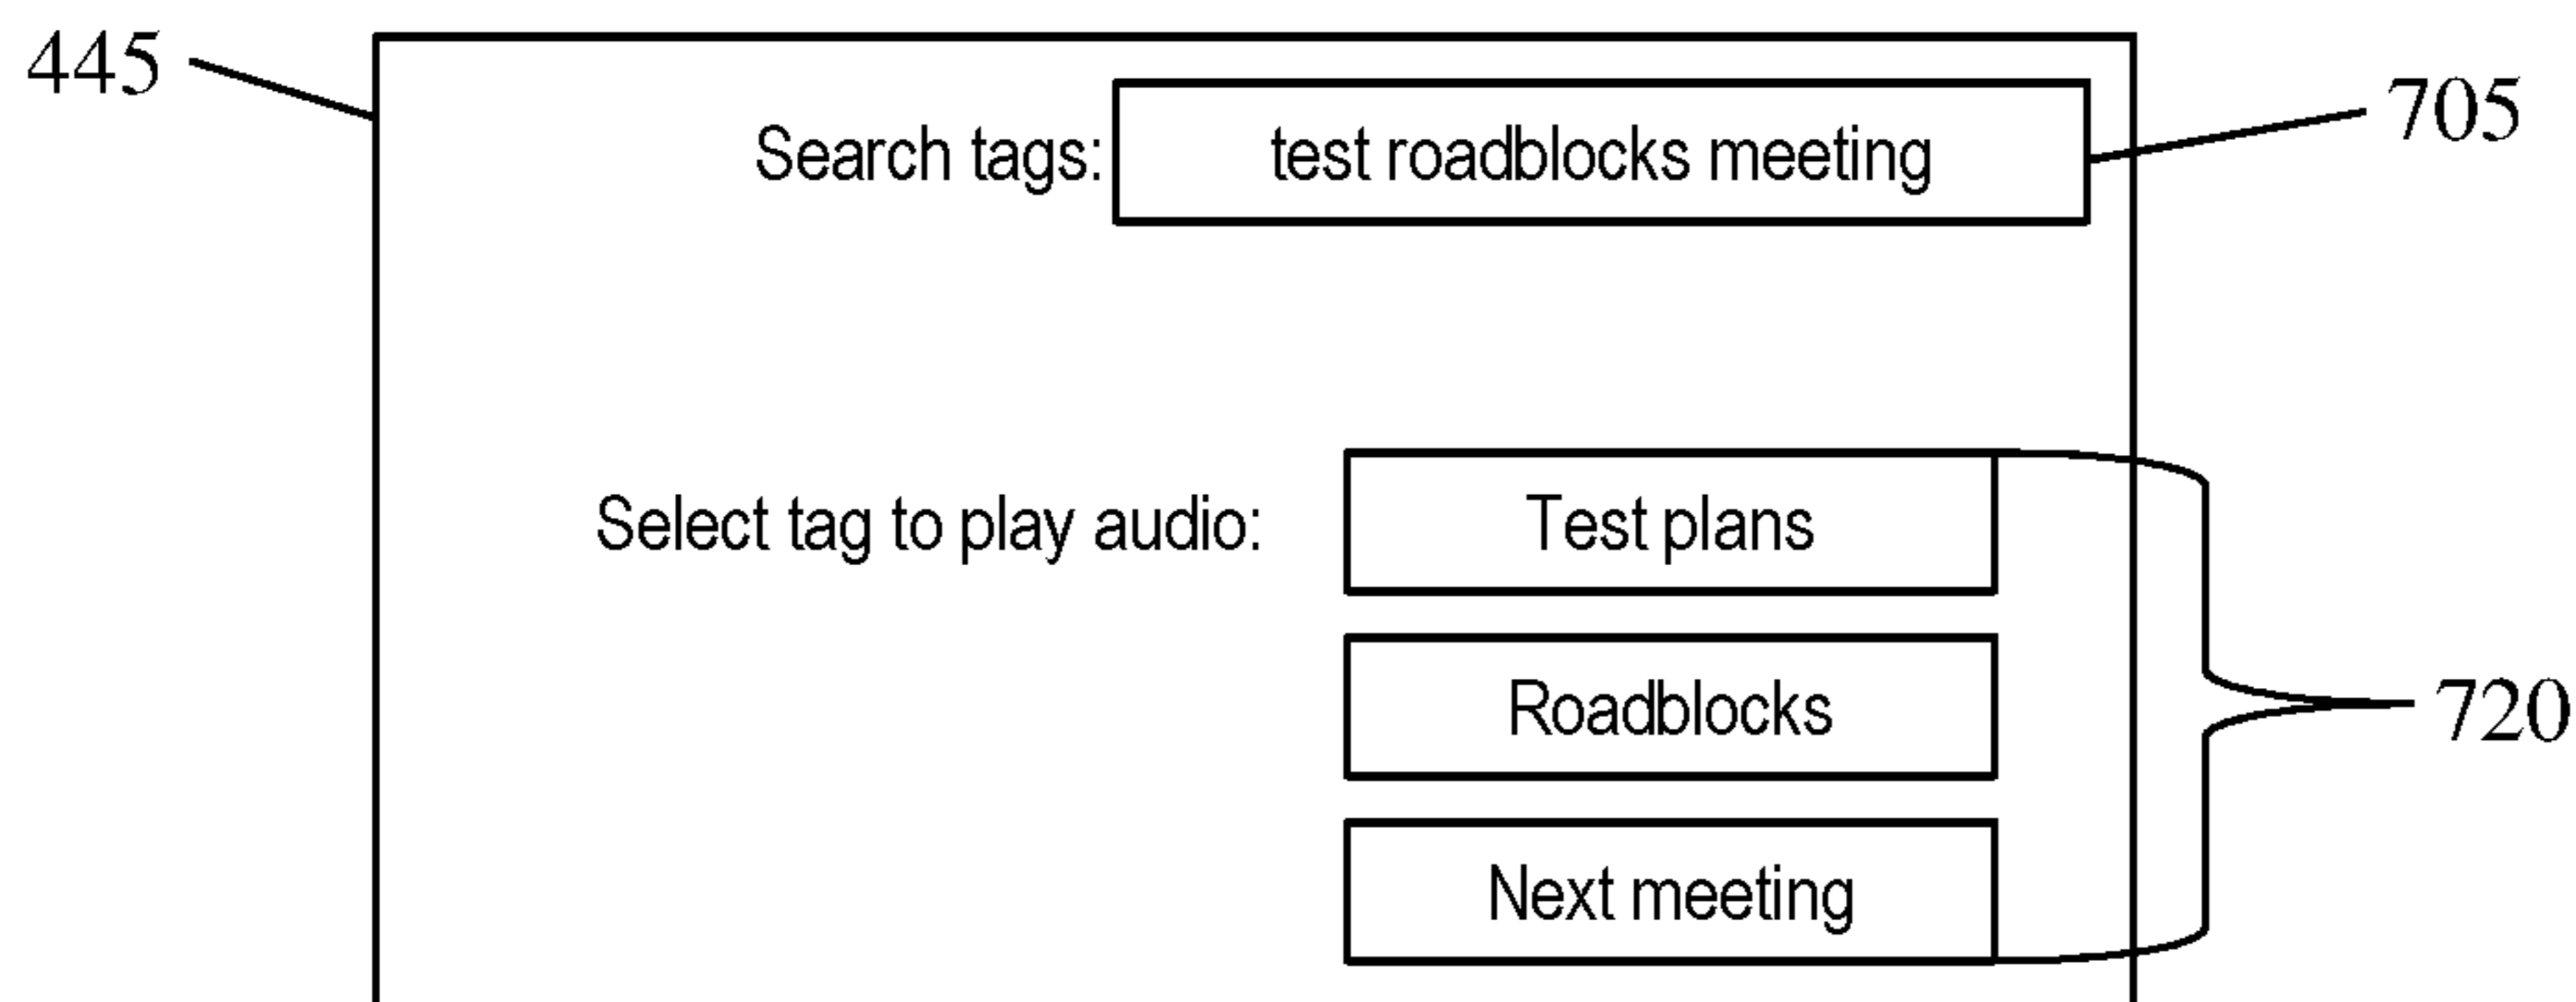 445
Search tags: test roadblocks meeting
705
Select tag to play audio: Test plans
Roadblocks
720
Next meeting